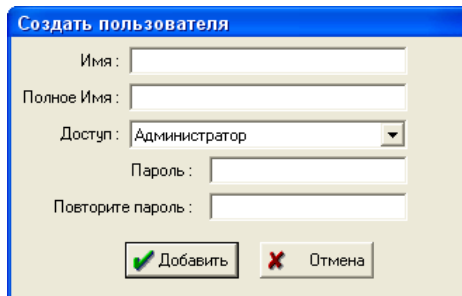 Создать пользователя
Имя :
Полное Имя :
Доступ : Администратор
Пароль :
Повторите пароль :
Добавить Отмена